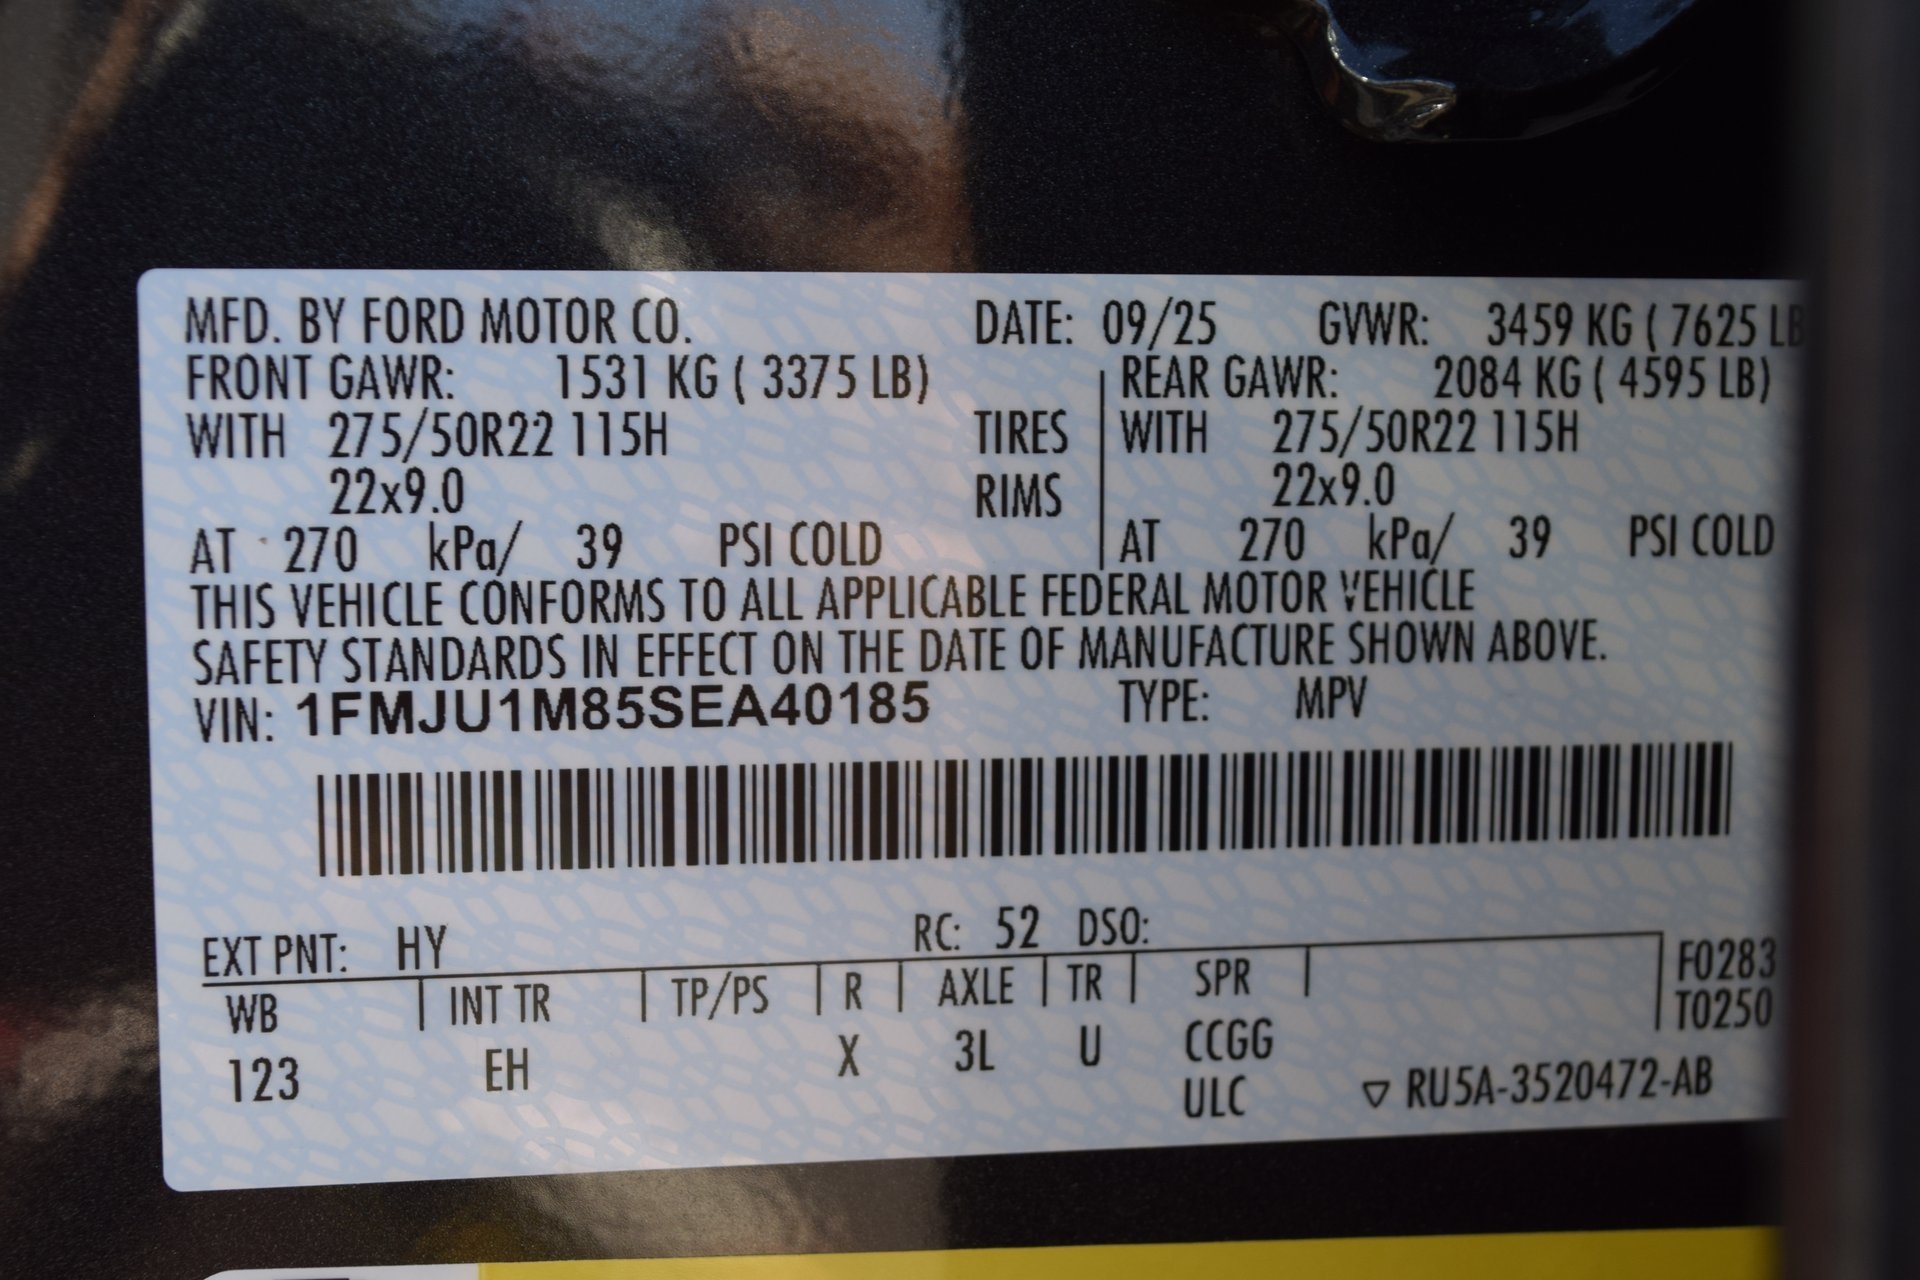 MFD. BY FORD MOTOR CO. DATE: 09/25 GVWR: 3459 KG ( 7625 LB
FRONT GAWR: 1531 KG ( 3375 LB) REAR GAWR: 2084 KG ( 4595 LB)
WITH 275/50R22 115H TIRES WITH 275/50R22 115H
22x9.0 RIMS 22x9.0
AT 270 kPa/ 39 PSI COLD AT 270 kPa/ 39 PSI COLD
THIS VEHICLE CONFORMS TO ALL APPLICABLE FEDERAL MOTOR VEHICLE
SAFETY STANDARDS IN EFFECT ON THE DATE OF MANUFACTURE SHOWN ABOVE.
VIN: 1FMJU1M85SEA40185 TYPE: MPV
EXT PNT: HY RC: 52 DSO:
WB INT TR TP/PS R AXLE TR SPR F0283
T0250
123 EH X 3L U CCGG
ULC RU5A-3520472-AB